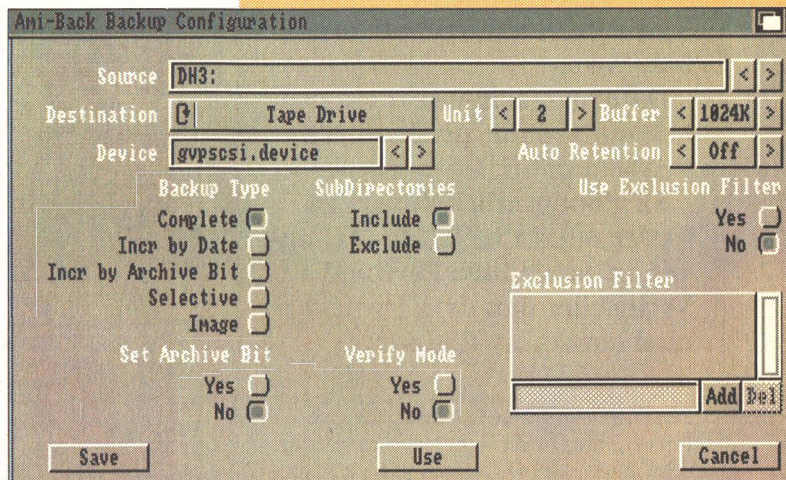 Ami-Back Backup Configuration
Source DH3: < >
Destination Tape Drive Unit < 2 > Buffer < 1024K >
Device gvpscsi.device < > Auto Retention < Off >
Backup Type SubDirectories Use Exclusion Filter
Complete Include Yes
Incr by Date Exclude No
Incr by Archive Bit
Selective Exclusion Filter
Image
Set Archive Bit Verify Mode
Yes Yes Add Del
No No
Save Use Cancel